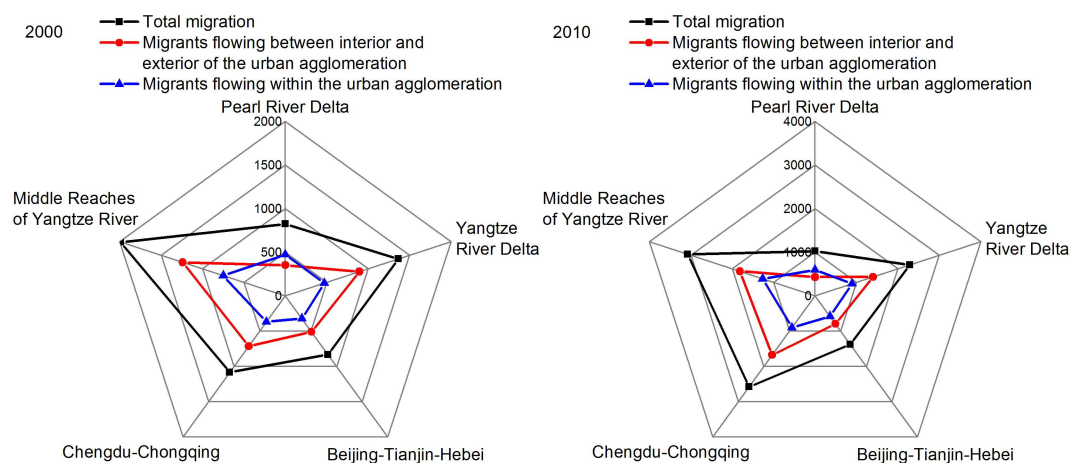 2000
Total migration
Migrants flowing between interior and
exterior of the urban agglomeration
Migrants flowing within the urban agglomeration
Pearl River Delta
2000
1500
1000
500
0
Middle Reaches
of Yangtze River
Yangtze
River Delta
Chengdu-Chongqing
Beijing-Tianjin-Hebei
2010
Total migration
Migrants flowing between interior and
exterior of the urban agglomeration
Migrants flowing within the urban agglomeration
Pearl River Delta
4000
3000
2000
1000
0
Middle Reaches
of Yangtze River
Yangtze
River Delta
Chengdu-Chongqing
Beijing-Tianjin-Hebei